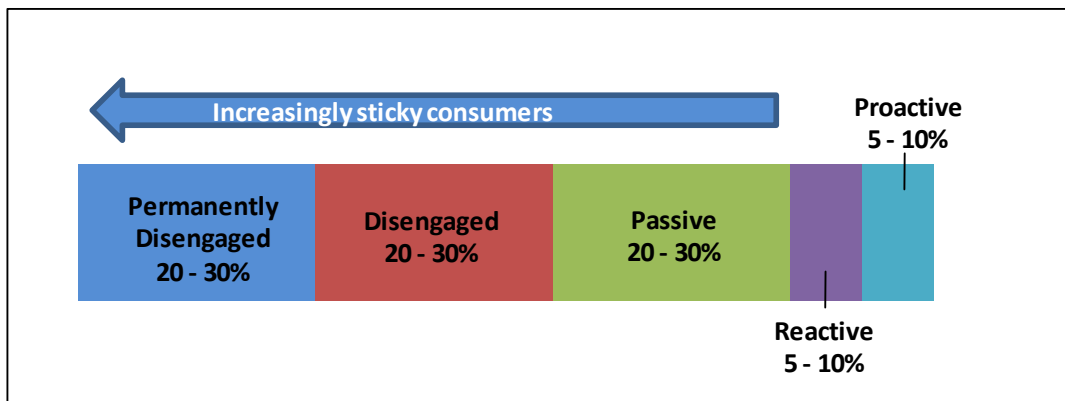 Increasingly sticky consumers
Proactive
5 - 10%
Permanently
Disengaged
20 - 30%
Disengaged
20 - 30%
Passive
20 - 30%
Reactive
5 - 10%